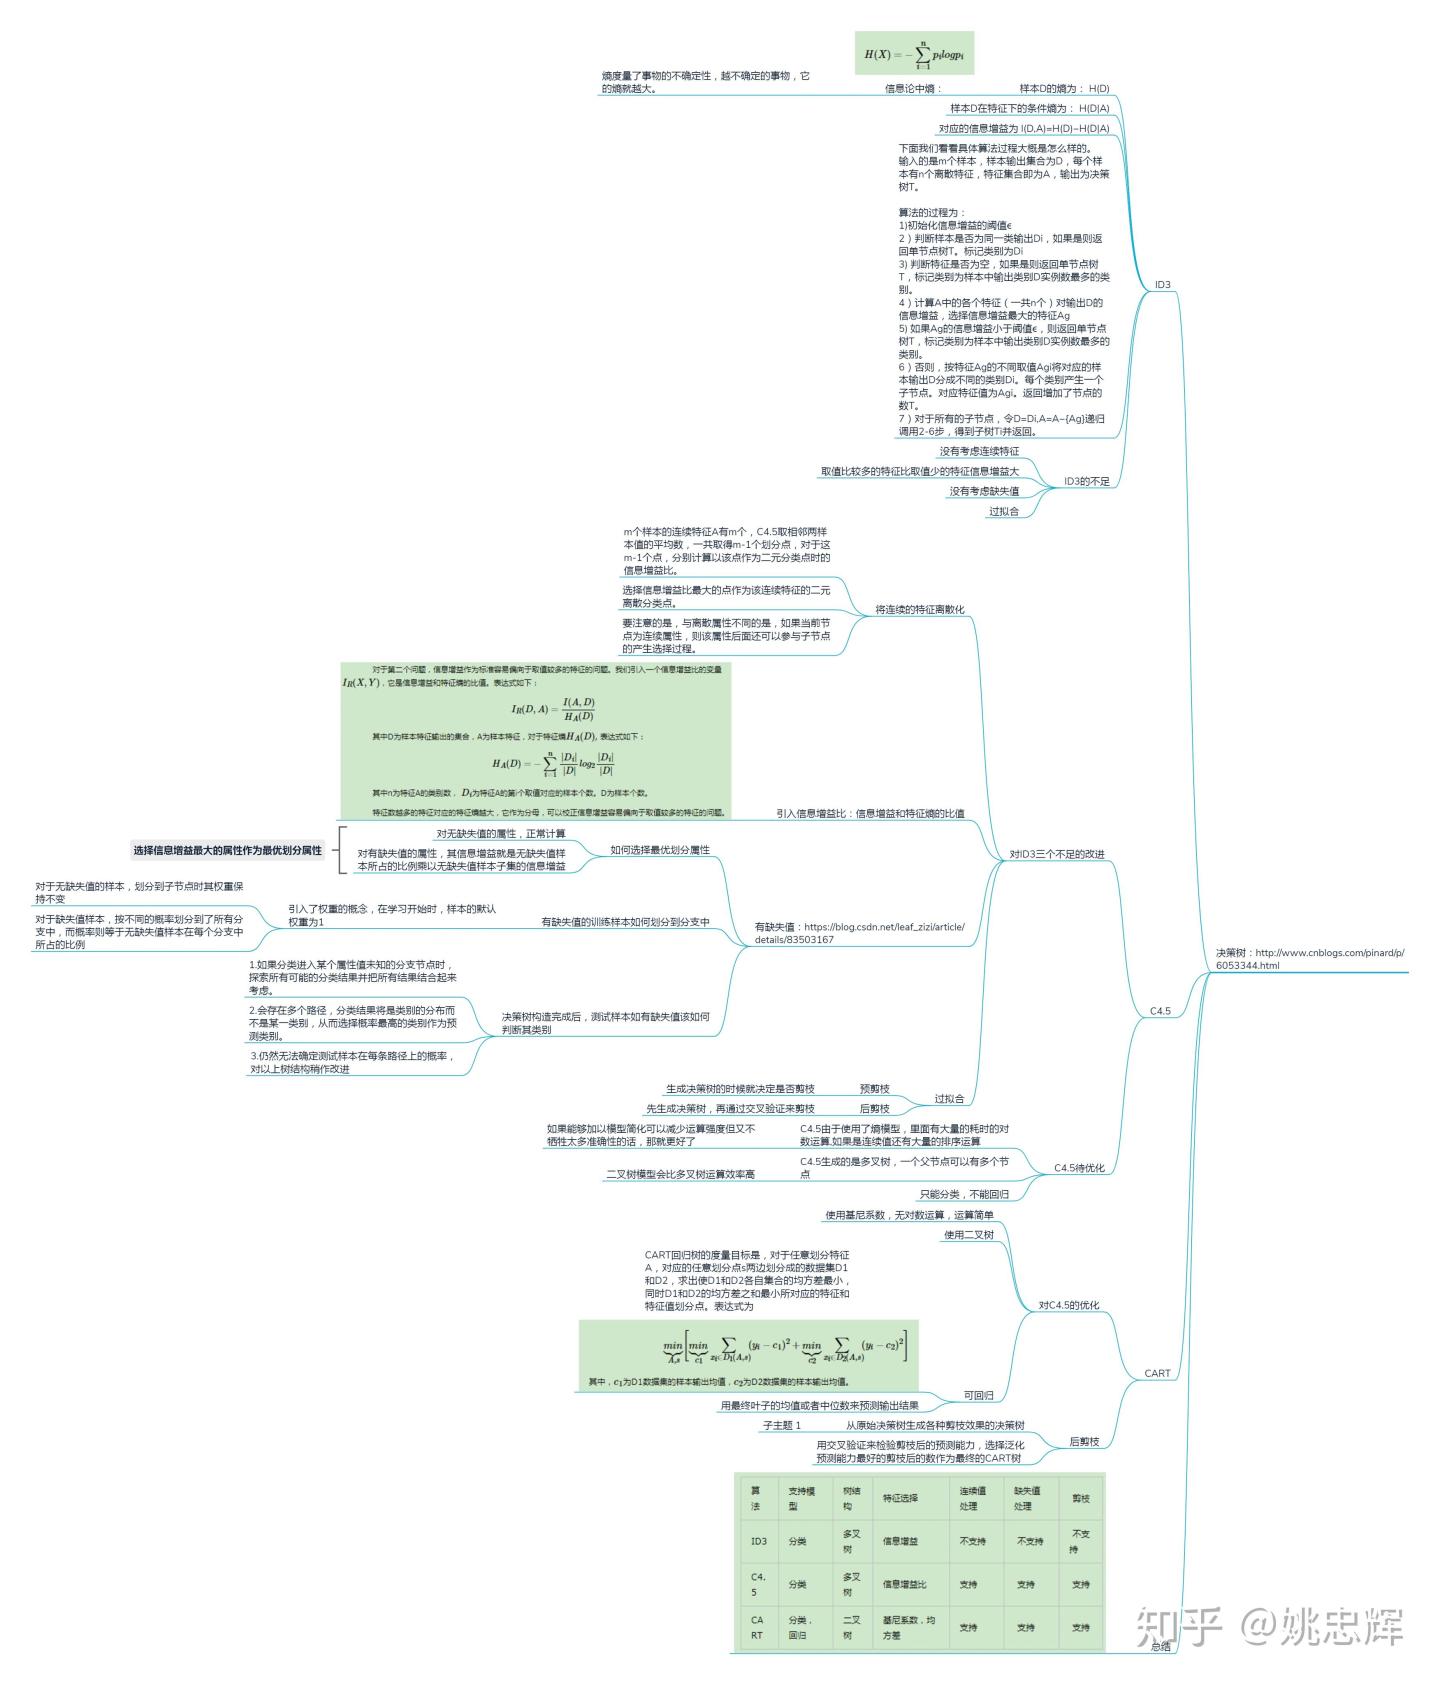 H(X) = −∑_{i=1}^{n} p_i log p_i
熵度量了事物的不确定性，越不确定的事物，它
的熵就越大。
信息论中熵：
样本D的熵为： H(D)
样本D在特征下的条件熵为： H(D|A)
对应的信息增益为 I(D,A)=H(D)−H(D|A)
下面我们看看具体算法过程大概是怎么样的。
输入的是m个样本，样本输出集合为D，每个样
本有n个离散特征，特征集合即为A，输出为决策
树T。
算法的过程为：
1)初始化信息增益的阈值ϵ
2）判断样本是否为同一类输出Di，如果是则返
回单节点树T。标记类别为Di
3) 判断特征是否为空，如果是则返回单节点树
T，标记类别为样本中输出类别D实例数最多的类
别。
4）计算A中的各个特征（一共n个）对输出D的
信息增益，选择信息增益最大的特征Ag
5) 如果Ag的信息增益小于阈值ϵ，则返回单节点
树T，标记类别为样本中输出类别D实例数最多的
类别。
6）否则，按特征Ag的不同取值Agi将对应的样
本输出D分成不同的类别Di。每个类别产生一个
子节点。对应特征值为Agi。返回增加了节点的
数T。
7）对于所有的子节点，令D=Di,A=A−{Ag}递归
调用2-6步，得到子树Ti并返回。
ID3
没有考虑连续特征
取值比较多的特征比取值少的特征信息增益大
没有考虑缺失值
过拟合
ID3的不足
m个样本的连续特征A有m个，C4.5取相邻两样
本值的平均数，一共取得m-1个划分点，对于这
m-1个点，分别计算以该点作为二元分类点时的
信息增益比。
选择信息增益比最大的点作为该连续特征的二元
离散分类点。
要注意的是，与离散属性不同的是，如果当前节
点为连续属性，则该属性后面还可以参与子节点
的产生选择过程。
将连续的特征离散化
对于第二个问题，信息增益作为标准容易偏向于取值较多的特征的问题。我们引入一个信息增益比的变量
I_R(X,Y)，它是信息增益和特征熵的比值。表达式如下：
I_R(D,A) = I(A,D) / H_A(D)
其中D为样本特征输出的集合，A为样本特征，对于特征熵H_A(D), 表达式如下：
H_A(D) = −∑_{i=1}^{n} |D_i|/|D| log_2 |D_i|/|D|
其中n为特征A的类别数， D_i为特征A的第i个取值对应的样本个数。D为样本个数。
特征数越多的特征对应的特征熵越大，它作为分母，可以校正信息增益容易偏向于取值较多的特征的问题。
引入信息增益比：信息增益和特征熵的比值
选择信息增益最大的属性作为最优划分属性
对无缺失值的属性，正常计算
对有缺失值的属性，其信息增益就是无缺失值样
本所占的比例乘以无缺失值样本子集的信息增益
如何选择最优划分属性
对ID3三个不足的改进
对于无缺失值的样本，划分到子节点时其权重保
持不变
对于缺失值样本，按不同的概率划分到了所有分
支中，而概率则等于无缺失值样本在每个分支中
所占的比例
引入了权重的概念，在学习开始时，样本的默认
权重为1
有缺失值的训练样本如何划分到分支中
有缺失值：https://blog.csdn.net/leaf_zizi/article/
details/83503167
1.如果分类进入某个属性值未知的分支节点时，
探索所有可能的分类结果并把所有结果结合起来
考虑。
2.会存在多个路径，分类结果将是类别的分布而
不是某一类别，从而选择概率最高的类别作为预
测类别。
3.仍然无法确定测试样本在每条路径上的概率，
对以上树结构稍作改进
决策树构造完成后，测试样本如有缺失值该如何
判断其类别
决策树：http://www.cnblogs.com/pinard/p/
6053344.html
C4.5
生成决策树的时候就决定是否剪枝
预剪枝
先生成决策树，再通过交叉验证来剪枝
后剪枝
过拟合
如果能够加以模型简化可以减少运算强度但又不
牺牲太多准确性的话，那就更好了
C4.5由于使用了熵模型，里面有大量的耗时的对
数运算.如果是连续值还有大量的排序运算
二叉树模型会比多叉树运算效率高
C4.5生成的是多叉树，一个父节点可以有多个节
点
只能分类，不能回归
C4.5待优化
使用基尼系数，无对数运算，运算简单
使用二叉树
CART回归树的度量目标是，对于任意划分特征
A，对应的任意划分点s两边划分成的数据集D1
和D2，求出使D1和D2各自集合的均方差最小，
同时D1和D2的均方差之和最小所对应的特征和
特征值划分点。表达式为
min_{A,s}[min_{c1} ∑_{x_i∈D1(A,s)} (y_i − c_1)^2 + min_{c2} ∑_{x_i∈D2(A,s)} (y_i − c_2)^2]
其中，c_1为D1数据集的样本输出均值，c_2为D2数据集的样本输出均值。
用最终叶子的均值或者中位数来预测输出结果
可回归
对C4.5的优化
CART
子主题 1
从原始决策树生成各种剪枝效果的决策树
用交叉验证来检验剪枝后的预测能力，选择泛化
预测能力最好的剪枝后的数作为最终的CART树
后剪枝
算法 支持模型 树结构 特征选择 连续值处理 缺失值处理 剪枝
ID3 分类 多叉树 信息增益 不支持 不支持 不支持
C4.5 分类 多叉树 信息增益比 支持 支持 支持
CART 分类，回归 二叉树 基尼系数，均方差 支持 支持 支持
总结
知乎 @姚忠辉